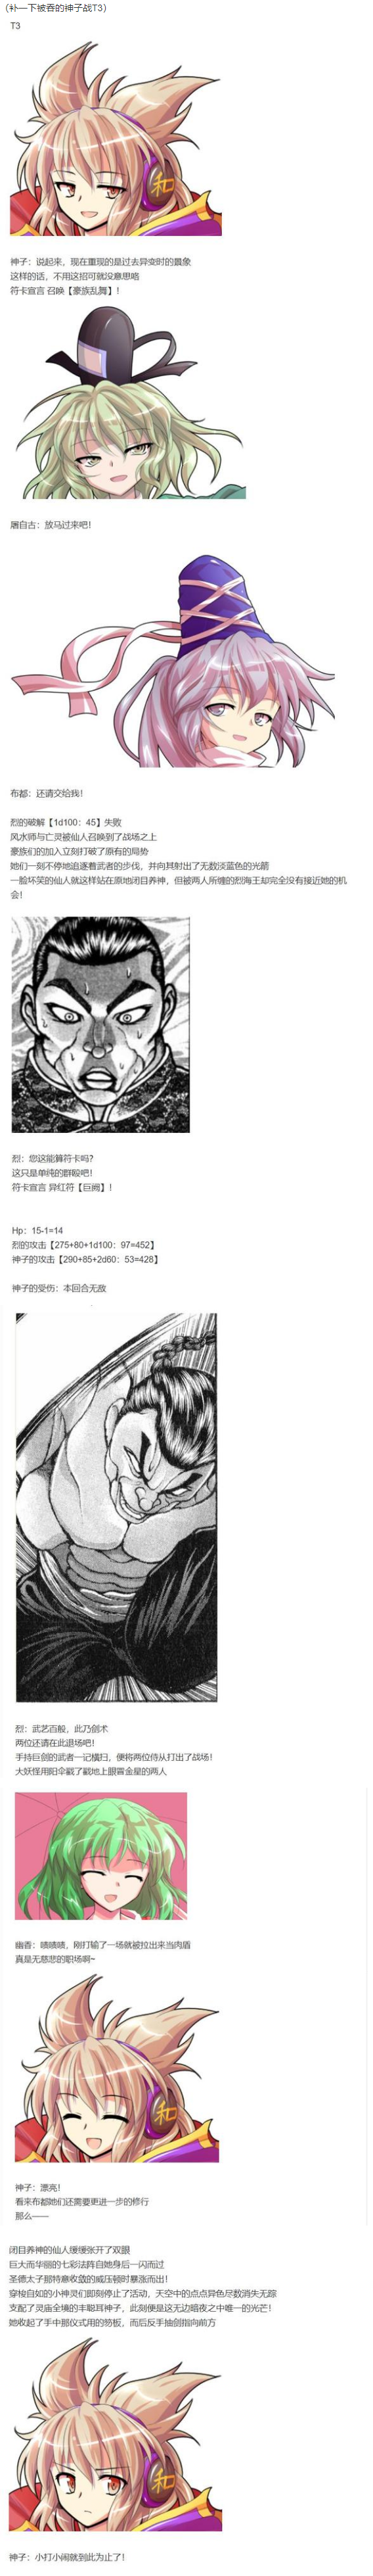 （补一下被吞的神子战T3）
T3
和
神子：说起来，现在重现的是过去异变时的景象
这样的话，不用这招可就没意思咯
符卡宣言 召唤【豪族乱舞】！
屠自古：放马过来吧！
布都：还请交给我！
烈的破解【1d100：45】失败
风水师与亡灵被仙人召唤到了战场之上
豪族们的加入立刻打破了原有的局势
她们一刻不停地追逐着武者的步伐，并向其射出了无数淡蓝色的光箭
一脸坏笑的仙人就这样站在原地闭目养神，但被两人所缠的烈海王却完全没有接近她的机
会！
烈：您这能算符卡吗？
这只是单纯的群殴吧！
符卡宣言 异红符【巨阙】！
Hp：15-1=14
烈的攻击【275+80+1d100：97=452】
神子的攻击【290+85+2d60：53=428】
神子的受伤：本回合无敌
烈：武艺百般，此乃剑术
两位还请在此退场吧！
手持巨剑的武者一记横扫，便将两位侍从打出了战场！
大妖怪用阳伞戳了戳地上眼冒金星的两人
幽香：啧啧啧，刚打输了一场就被拉出来当肉盾
真是无慈悲的职场啊~
和
神子：漂亮！
看来布都她们还需要更进一步的修行
那么——
闭目养神的仙人缓缓张开了双眼
巨大而华丽的七彩法阵自她身后一闪而过
圣德太子那特意收敛的威压顿时暴涨而出！
穿梭自如的小神灵们即刻停止了活动，天空中的点点异色尽数消失无踪
支配了灵庙全境的丰聪耳神子，此刻便是这无边暗夜之中唯一的光芒！
她收起了手中那仪式用的笏板，而后反手抽剑指向前方
和
神子：小打小闹就到此为止了！